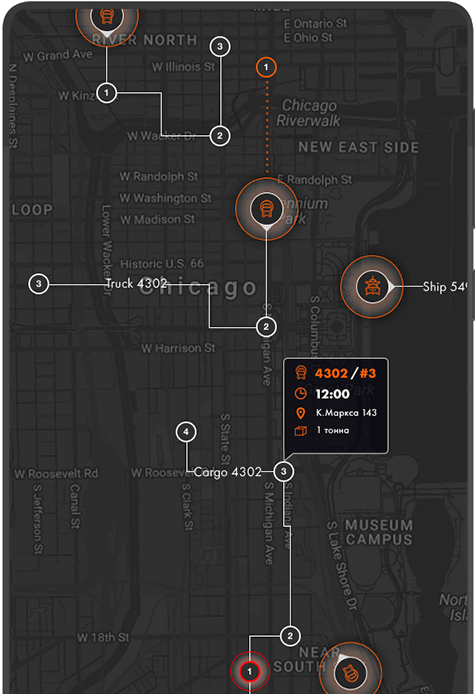 E Ontario St
E Ohio St
RIVER NORTH
3
W Grand Ave
W Illinois St
1
N Desplaines St
W Kinz
1
Chicago
Riverwalk
W Wacker Dr
2
NEW EAST SIDE
W Randolph St
E Randolph St
W Washington St
LOOP
W Madison St
Lower Wacker
Park
Historic U.S. 66
3
Truck 4302
Chicago
Ship 549
2
S Columbus
W Harrison St
4302 / #3
12:00
К.Маркса 143
1 тонна
4
S State St
W Roosevelt Rd
Cargo 4302
3
S Jefferson St
Canal St
S Clark St
S Michigan Ave
S Indiana Ave
MUSEUM
CAMPUS
S Lake Shore Dr
W 18th St
2
NEAR
SOUTH
1